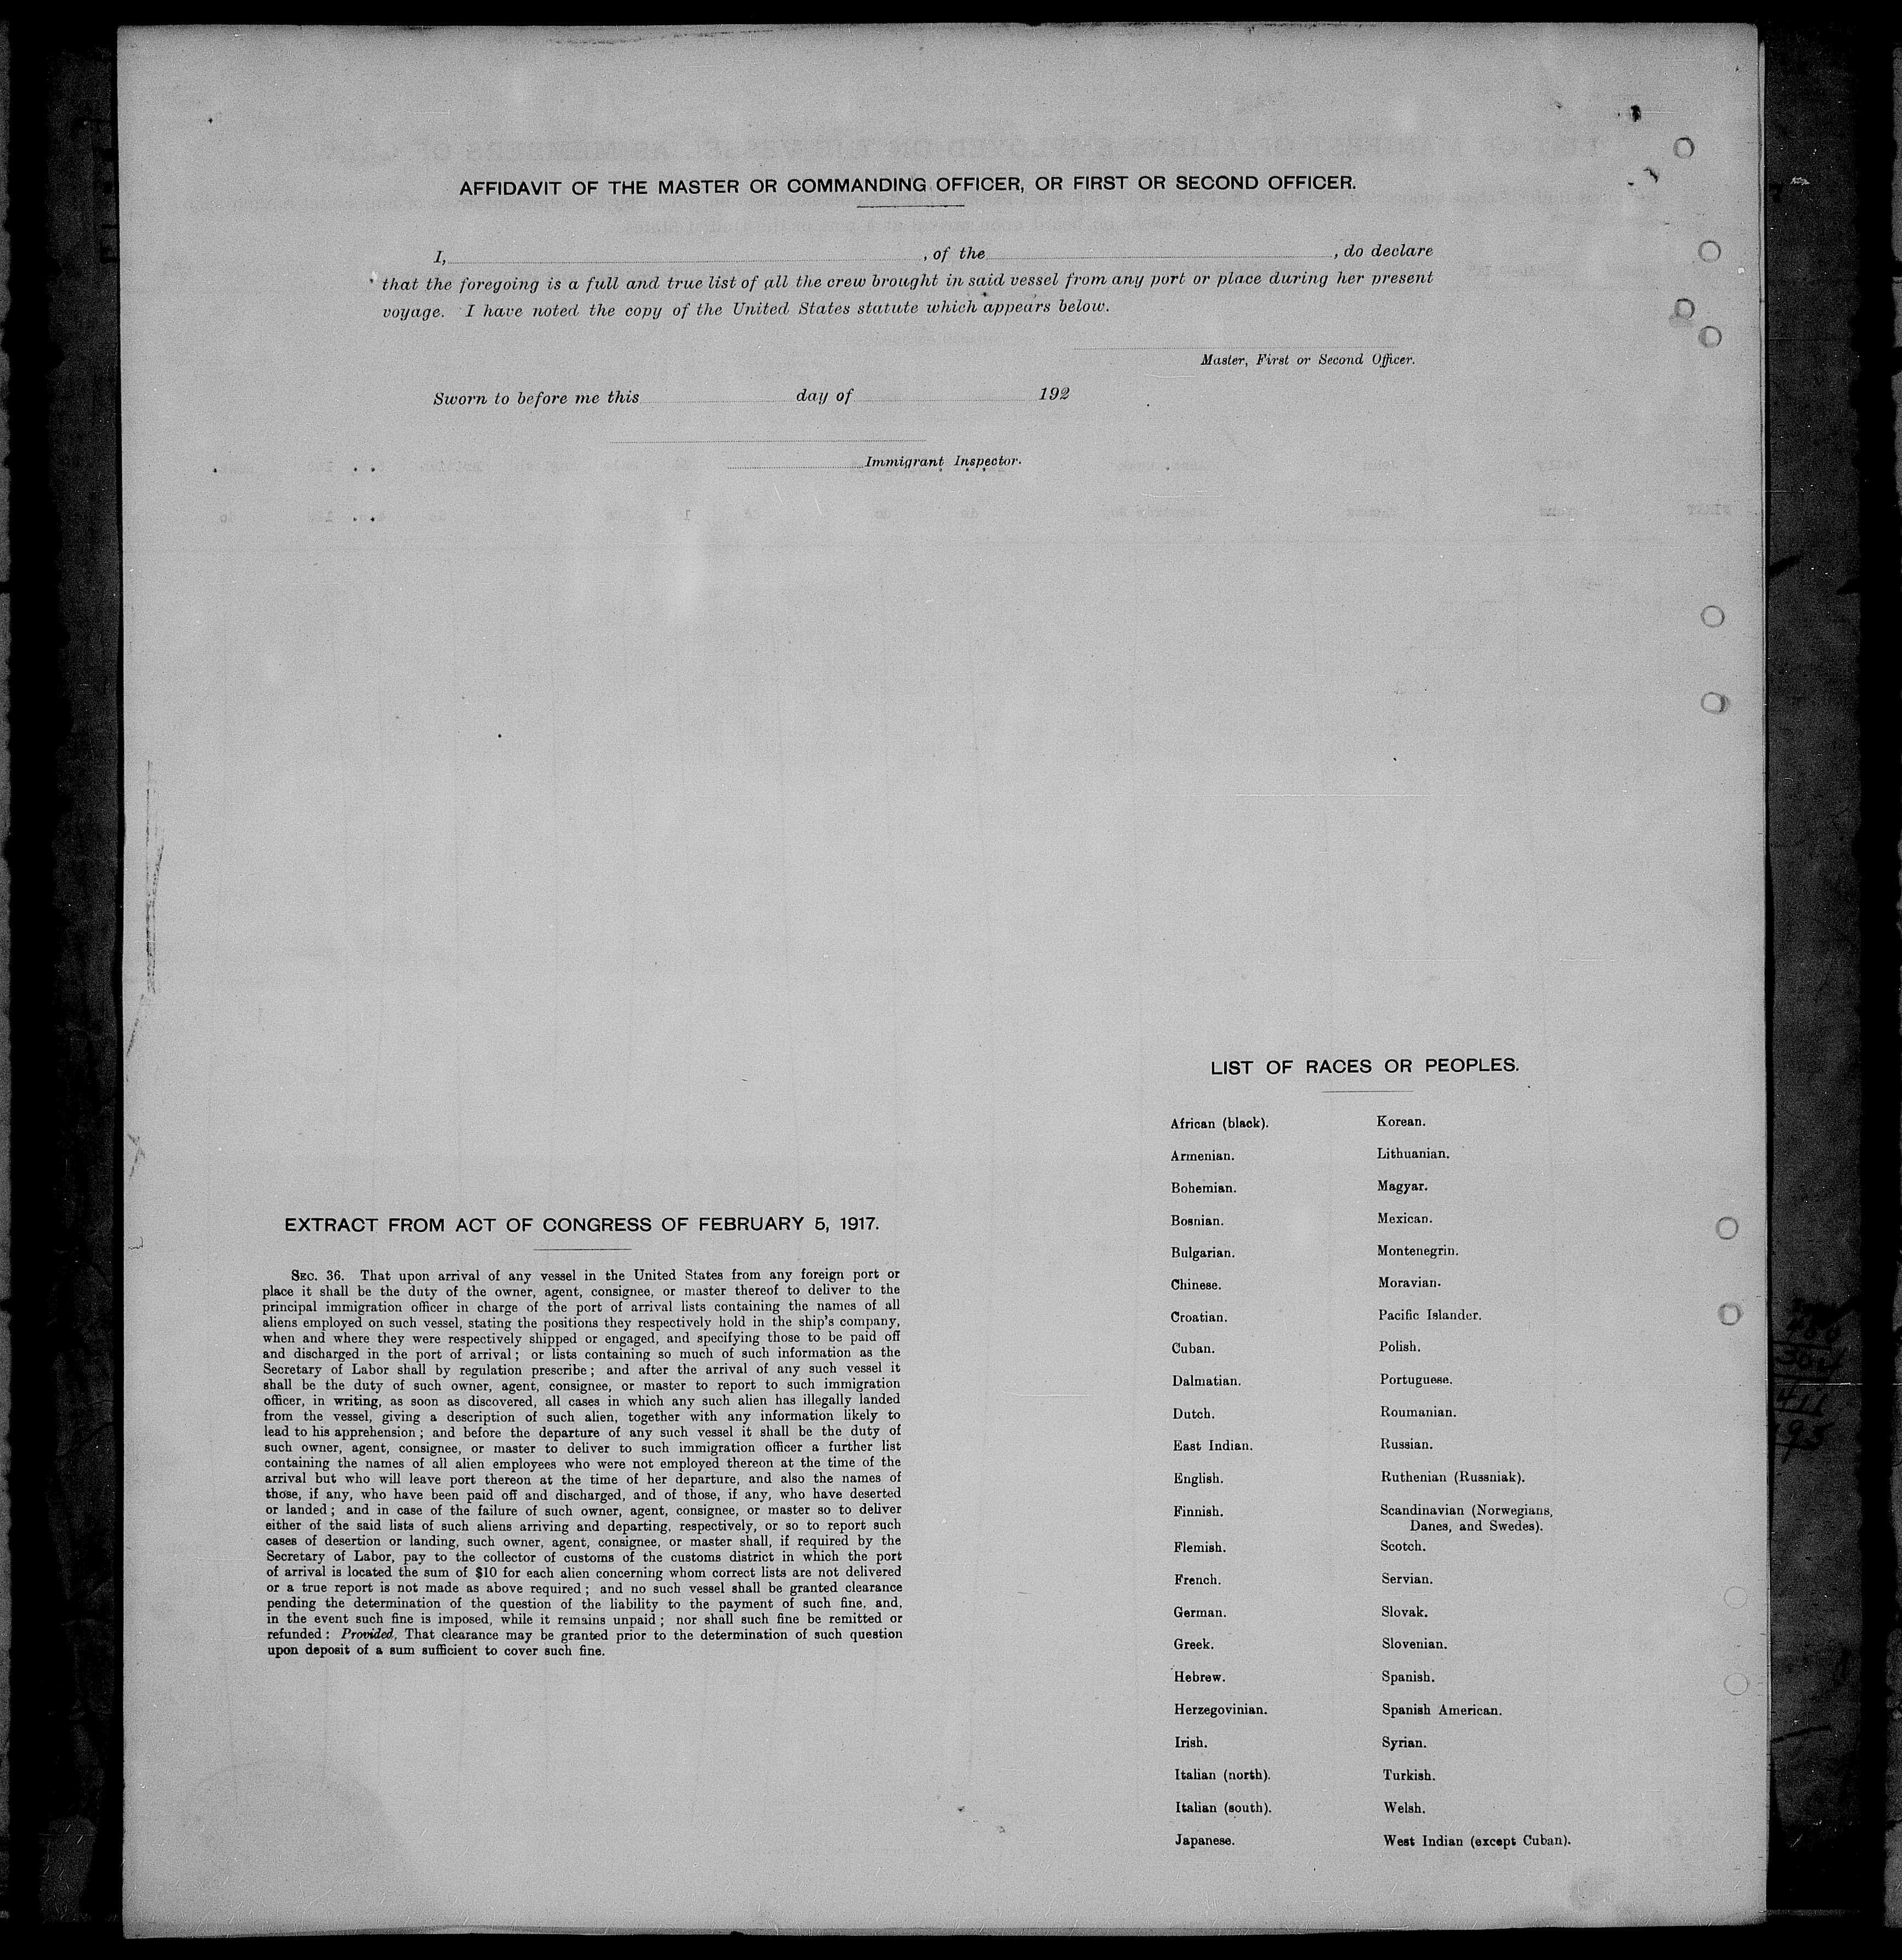 AFFIDAVIT OF THE MASTER OR COMMANDING OFFICER, OR FIRST OR SECOND OFFICER.
I, , of the , do declare
that the foregoing is a full and true list of all the crew brought in said vessel from any port or place during her present
voyage. I have noted the copy of the United States statute which appears below.
Master, First or Second Officer.
Sworn to before me this day of 192
Immigrant Inspector.
EXTRACT FROM ACT OF CONGRESS OF FEBRUARY 5, 1917.
SEC. 36. That upon arrival of any vessel in the United States from any foreign port or
place it shall be the duty of the owner, agent, consignee, or master thereof to deliver to the
principal immigration officer in charge of the port of arrival lists containing the names of all
aliens employed on such vessel, stating the positions they respectively hold in the ship's company,
when and where they were respectively shipped or engaged, and specifying those to be paid off
and discharged in the port of arrival; or lists containing so much of such information as the
Secretary of Labor shall by regulation prescribe; and after the arrival of any such vessel it
shall be the duty of such owner, agent, consignee, or master to report to such immigration
officer, in writing, as soon as discovered, all cases in which any such alien has illegally landed
from the vessel, giving a description of such alien, together with any information likely to
lead to his apprehension; and before the departure of any such vessel it shall be the duty of
such owner, agent, consignee, or master to deliver to such immigration officer a further list
containing the names of all alien employees who were not employed thereon at the time of the
arrival but who will leave port thereon at the time of her departure, and also the names of
those, if any, who have been paid off and discharged, and of those, if any, who have deserted
or landed; and in case of the failure of such owner, agent, consignee, or master so to deliver
either of the said lists of such aliens arriving and departing, respectively, or so to report such
cases of desertion or landing, such owner, agent, consignee, or master shall, if required by the
Secretary of Labor, pay to the collector of customs of the customs district in which the port
of arrival is located the sum of $10 for each alien concerning whom correct lists are not delivered
or a true report is not made as above required; and no such vessel shall be granted clearance
pending the determination of the question of the liability to the payment of such fine, and,
in the event such fine is imposed, while it remains unpaid; nor shall such fine be remitted or
refunded: Provided, That clearance may be granted prior to the determination of such question
upon deposit of a sum sufficient to cover such fine.
LIST OF RACES OR PEOPLES.
African (black).
Armenian.
Bohemian.
Bosnian.
Bulgarian.
Chinese.
Croatian.
Cuban.
Dalmatian.
Dutch.
East Indian.
English.
Finnish.
Flemish.
French.
German.
Greek.
Hebrew.
Herzegovinian.
Irish.
Italian (north).
Italian (south).
Japanese.
Korean.
Lithuanian.
Magyar.
Mexican.
Montenegrin.
Moravian.
Pacific Islander.
Polish.
Portuguese.
Roumanian.
Russian.
Ruthenian (Russniak).
Scandinavian (Norwegians,
Danes, and Swedes).
Scotch.
Servian.
Slovak.
Slovenian.
Spanish.
Spanish American.
Syrian.
Turkish.
Welsh.
West Indian (except Cuban).